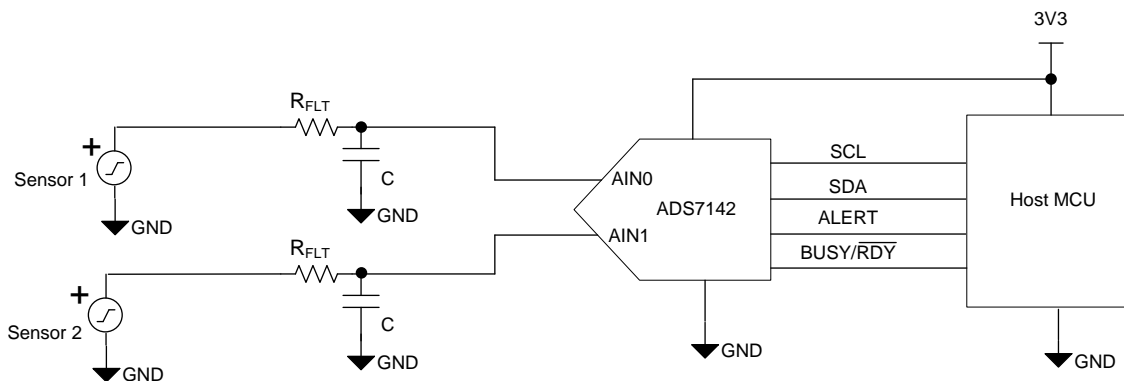 3V3
R_FLT
+
Sensor 1
C
GND
GND
AIN0
AIN1
ADS7142
SCL
SDA
ALERT
BUSY/R̅D̅Y̅
Host MCU
R_FLT
+
Sensor 2
C
GND
GND
GND
GND